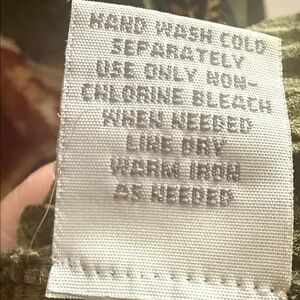 HAND WASH COLD
SEPARATELY
USE ONLY NON-
CHLORINE BLEACH
WHEN NEEDED
LINE DRY
WARM IRON
AS NEEDED